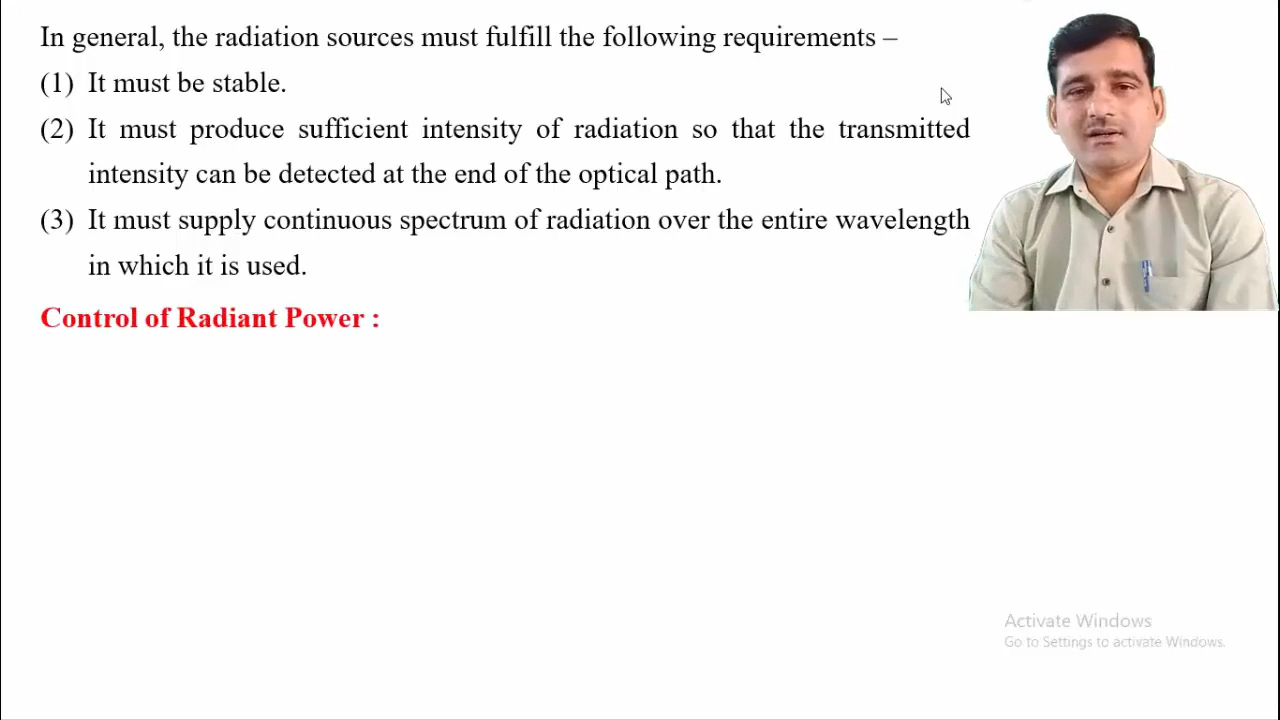 In general, the radiation sources must fulfill the following requirements –
(1) It must be stable.
(2) It must produce sufficient intensity of radiation so that the transmitted
intensity can be detected at the end of the optical path.
(3) It must supply continuous spectrum of radiation over the entire wavelength
in which it is used.
Control of Radiant Power :
Activate Windows
Go to Settings to activate Windows.